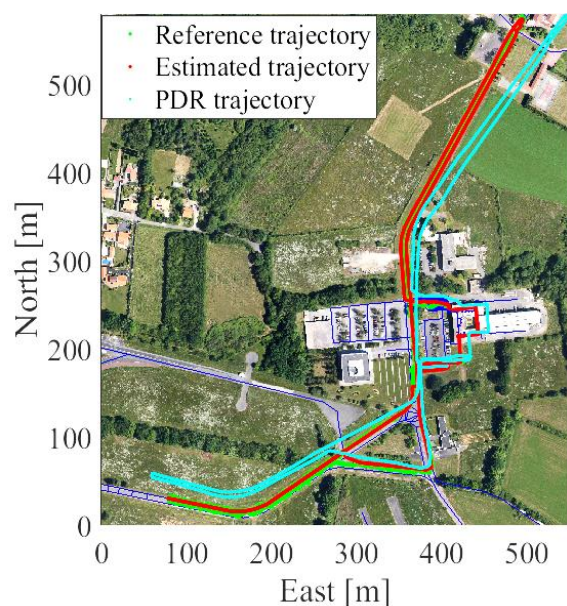 Reference trajectory
Estimated trajectory
PDR trajectory
500
400
300
200
100
0
North [m]
0 100 200 300 400 500
East [m]